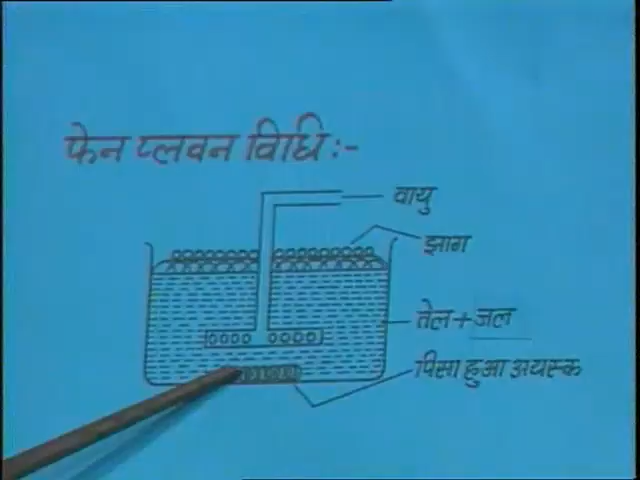 फेन प्लवन विधि :-
वायु
झाग
तेल + जल
पिसा हुआ अयस्क